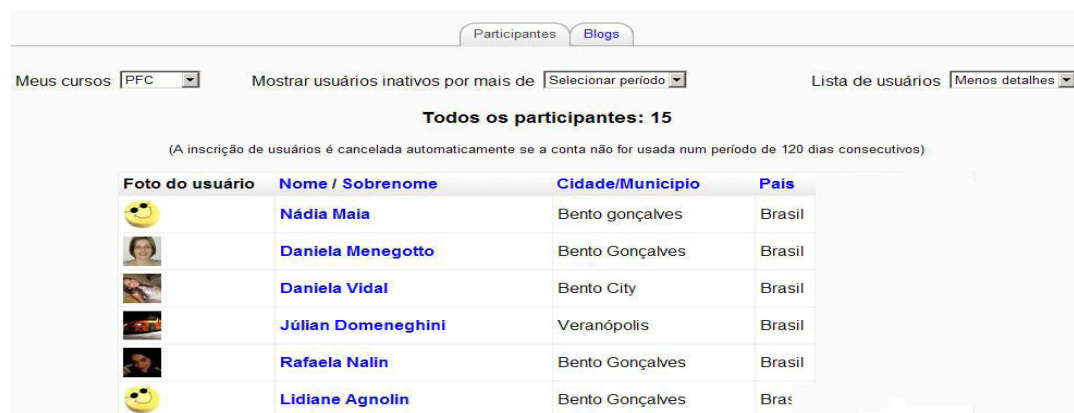 Participantes Blogs
Meus cursos PFC Mostrar usuários inativos por mais de Selecionar período Lista de usuários Menos detalhes
Todos os participantes: 15
(A inscrição de usuários é cancelada automaticamente se a conta não for usada num período de 120 dias consecutivos)
Foto do usuário Nome / Sobrenome Cidade/Município País
Nádia Maia Bento gonçalves Brasil
Daniela Menegotto Bento Gonçalves Brasil
Daniela Vidal Bento City Brasil
Júlian Domeneghini Veranópolis Brasil
Rafaela Nalin Bento Gonçalves Brasil
Lidiane Agnolin Bento Gonçalves